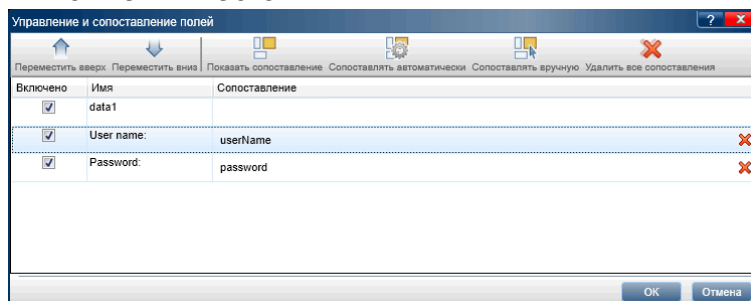 Управление и сопоставление полей
Переместить вверх Переместить вниз Показать сопоставление Сопоставлять автоматически Сопоставлять вручную Удалить все сопоставления
Включено Имя Сопоставление
data1
User name: userName
Password: password
OK Отмена